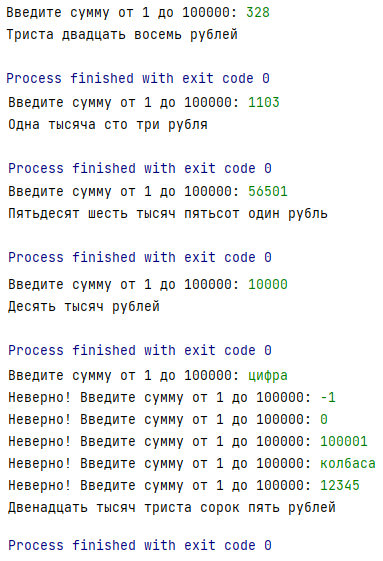 Введите сумму от 1 до 100000: 328
Триста двадцать восемь рублей
Process finished with exit code 0
Введите сумму от 1 до 100000: 1103
Одна тысяча сто три рубля
Process finished with exit code 0
Введите сумму от 1 до 100000: 56501
Пятьдесят шесть тысяч пятьсот один рубль
Process finished with exit code 0
Введите сумму от 1 до 100000: 10000
Десять тысяч рублей
Process finished with exit code 0
Введите сумму от 1 до 100000: цифра
Неверно! Введите сумму от 1 до 100000: -1
Неверно! Введите сумму от 1 до 100000: 0
Неверно! Введите сумму от 1 до 100000: 100001
Неверно! Введите сумму от 1 до 100000: колбаса
Неверно! Введите сумму от 1 до 100000: 12345
Двенадцать тысяч триста сорок пять рублей
Process finished with exit code 0